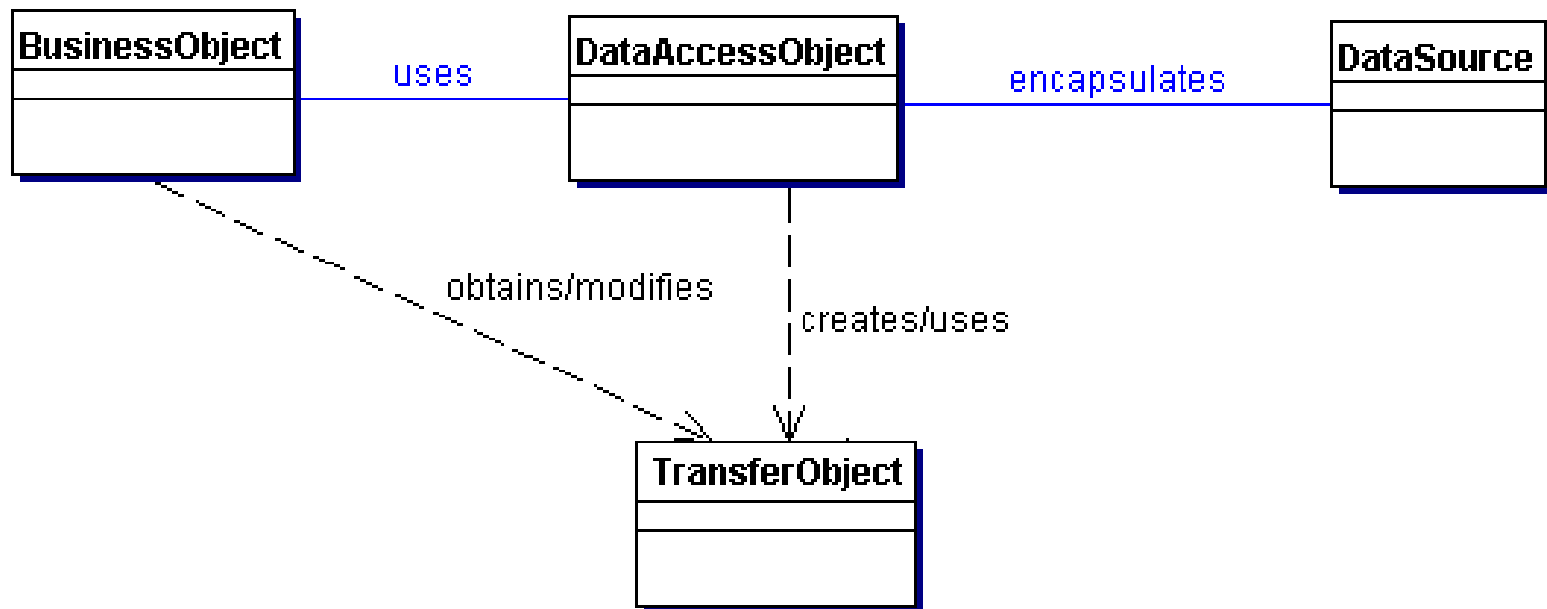 BusinessObject
uses
DataAccessObject
encapsulates
DataSource
obtains/modifies
creates/uses
TransferObject